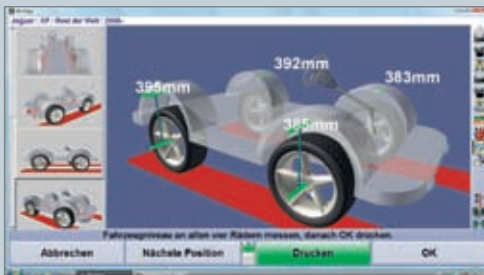 Jaguar : XF : Rest der Welt : 2008-
392mm
395mm
383mm
385mm
Fahrzeugniveau an allen vier Rädern messen, danach OK drücken.
Abbrechen
Nächste Position
Drucken
OK